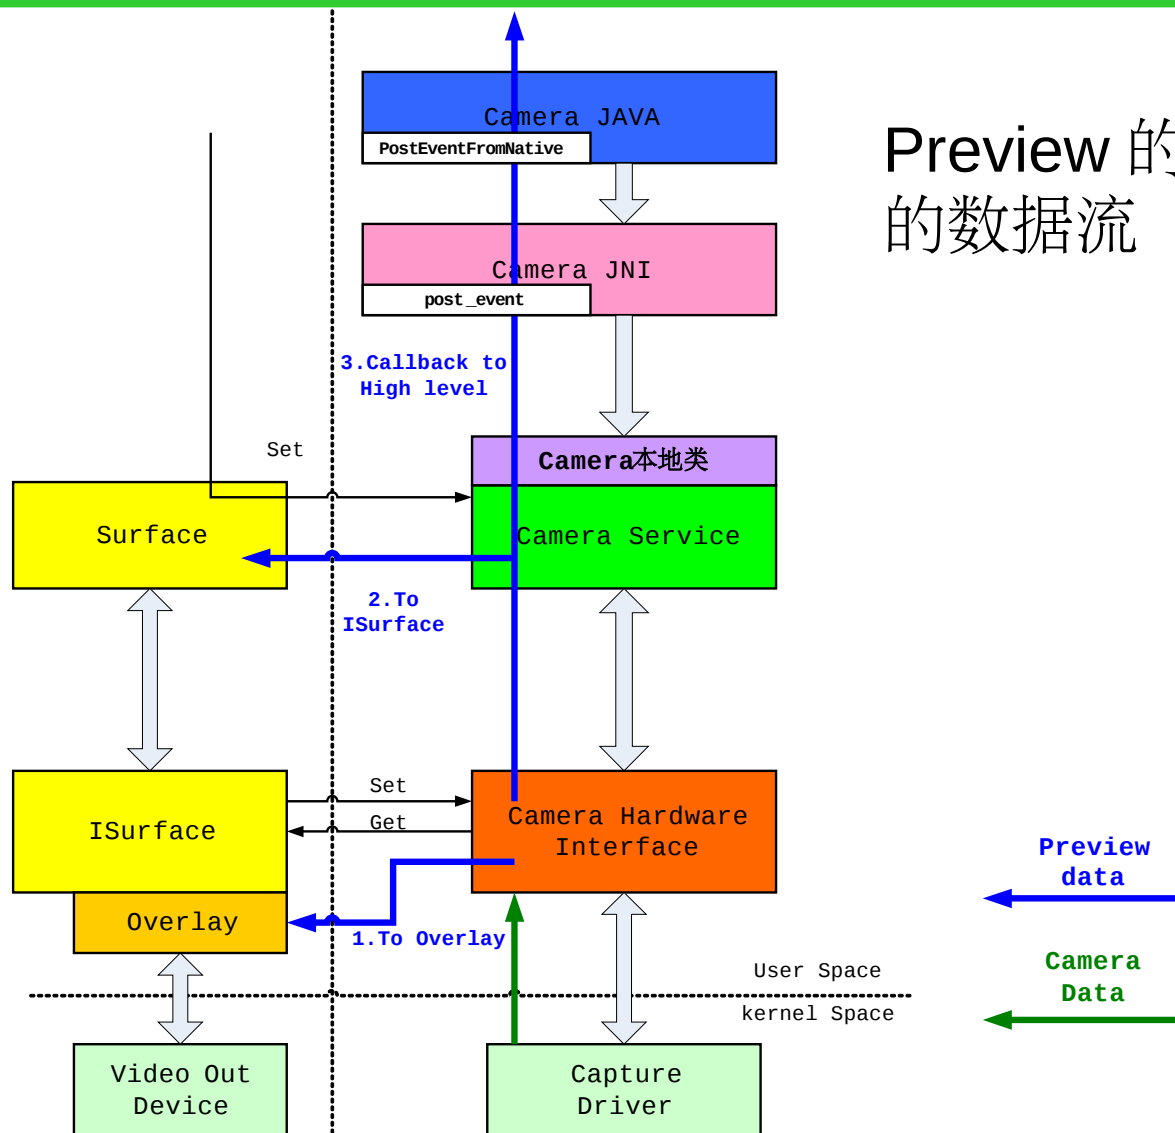 Camera JAVA
PostEventFromNative
Preview 的
的数据流
Camera JNI
post_event
3.Callback to
High level
Set
Camera本地类
Surface
Camera Service
2.To
ISurface
Set
Get
ISurface
Camera Hardware
Interface
Preview
data
Overlay
1.To Overlay
User Space
Camera
Data
kernel Space
Video Out
Device
Capture
Driver